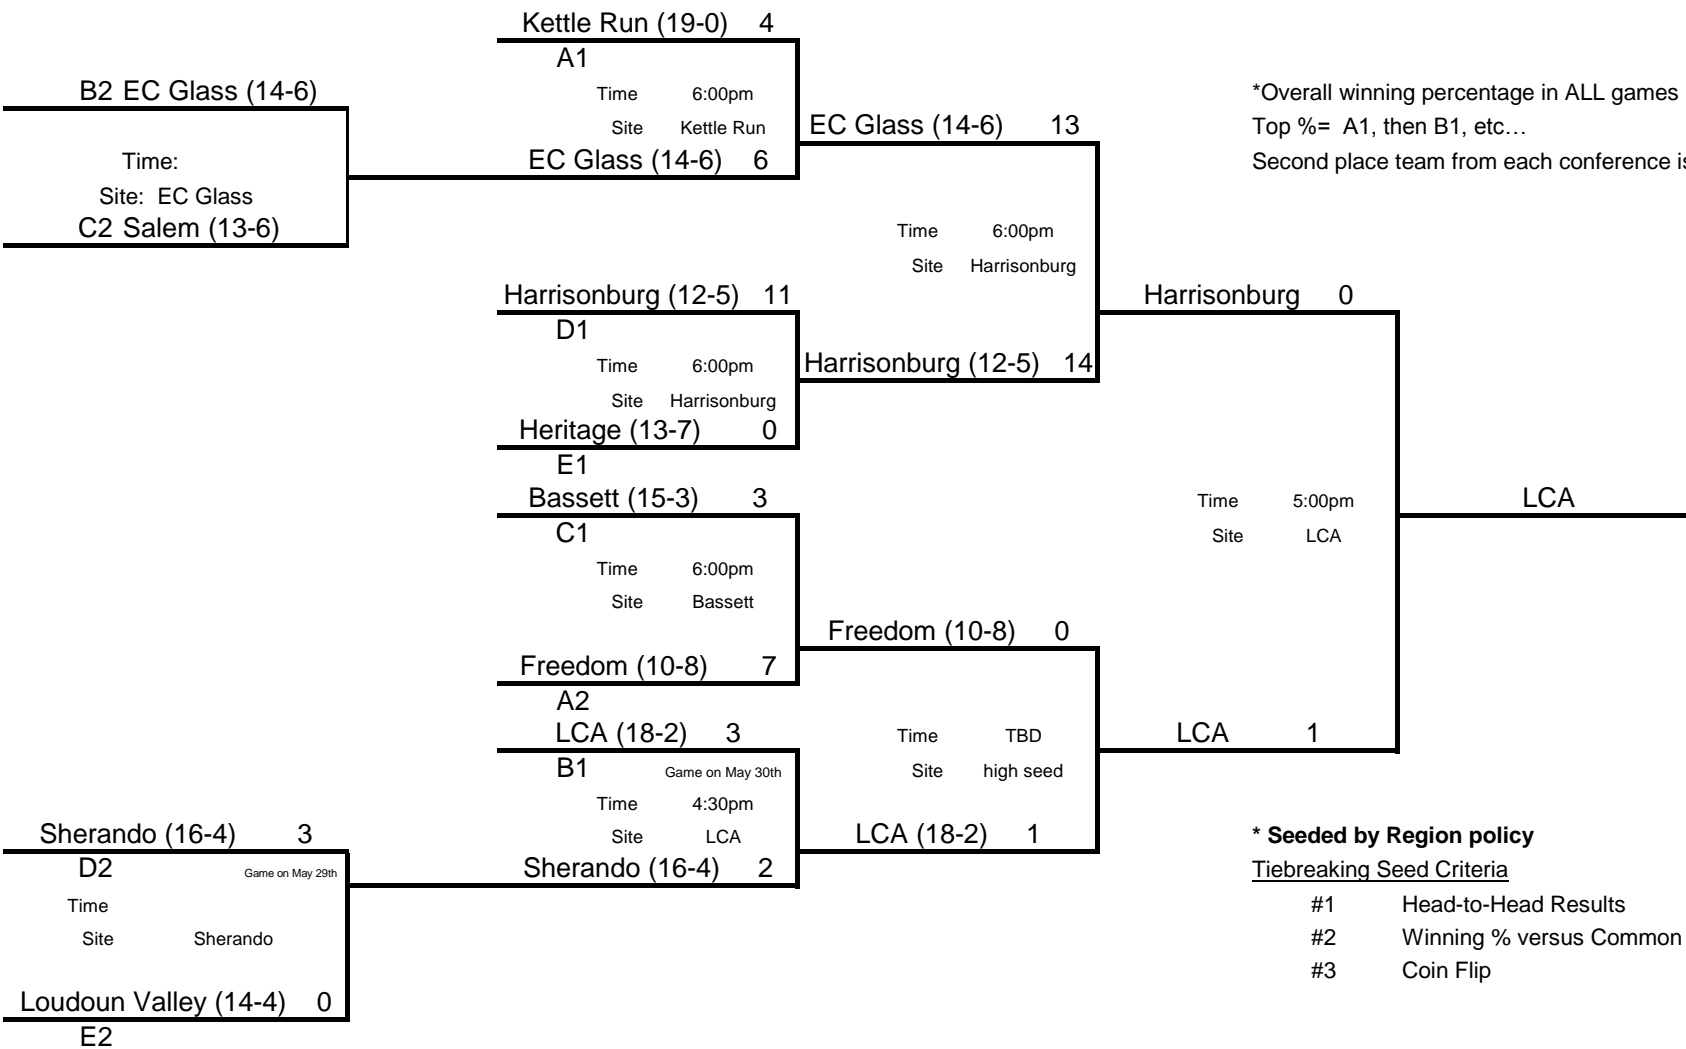 Kettle Run (19-0) 4
A1
B2 EC Glass (14-6)
Time 6:00pm
*Overall winning percentage in ALL games
Site Kettle Run
EC Glass (14-6) 13
Top %= A1, then B1, etc…
Time:
EC Glass (14-6) 6
Second place team from each conference is
Site: EC Glass
C2 Salem (13-6)
Time 6:00pm
Site Harrisonburg
Harrisonburg (12-5) 11
Harrisonburg 0
D1
Time 6:00pm
Harrisonburg (12-5) 14
Site Harrisonburg
Heritage (13-7) 0
E1
Bassett (15-3) 3
Time 5:00pm
LCA
C1
Site LCA
Time 6:00pm
Site Bassett
Freedom (10-8) 0
Freedom (10-8) 7
A2
LCA (18-2) 3
Time TBD
LCA 1
B1 Game on May 30th
Site high seed
Time 4:30pm
Sherando (16-4) 3
Site LCA
LCA (18-2) 1
* Seeded by Region policy
D2 Game on May 29th
Sherando (16-4) 2
Tiebreaking Seed Criteria
Time
#1 Head-to-Head Results
Site Sherando
#2 Winning % versus Common
#3 Coin Flip
Loudoun Valley (14-4) 0
E2